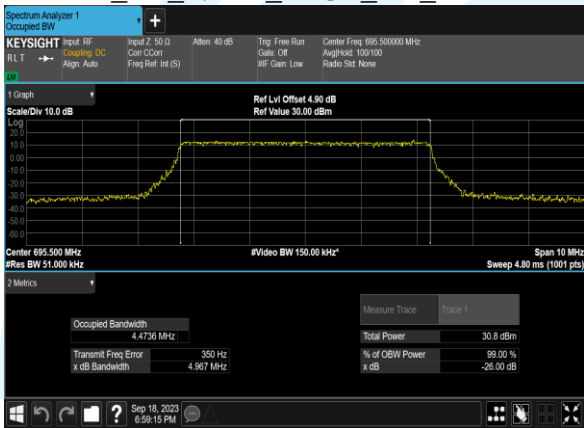 Spectrum Analyzer 1
Occupied BW
+
KEYSIGHT Input: RF Input Z: 50 Ω Atten: 40 dB Trig: Free Run Center Freq: 695.500000 MHz
RLT Coupling: DC Corr CCorr Gate: Off Avg|Hold: 100/100
Align: Auto Freq Ref: Int (S) #IF Gain: Low Radio Std: None
LU
1 Graph
Ref Lvl Offset 4.90 dB
Scale/Div 10.0 dB Ref Value 30.00 dBm
Log
20.0
10.0
0.00
-10.0
-20.0
-30.0
-40.0
-50.0
-60.0
Center 695.500 MHz #Video BW 150.00 kHz* Span 10 MHz
#Res BW 51.000 kHz Sweep 4.80 ms (1001 pts)
2 Metrics
Measure Trace Trace 1
Occupied Bandwidth
4.4736 MHz Total Power 30.8 dBm
Transmit Freq Error 350 Hz % of OBW Power 99.00 %
x dB Bandwidth 4.967 MHz x dB -26.00 dB
? Sep 18, 2023
6:59:15 PM